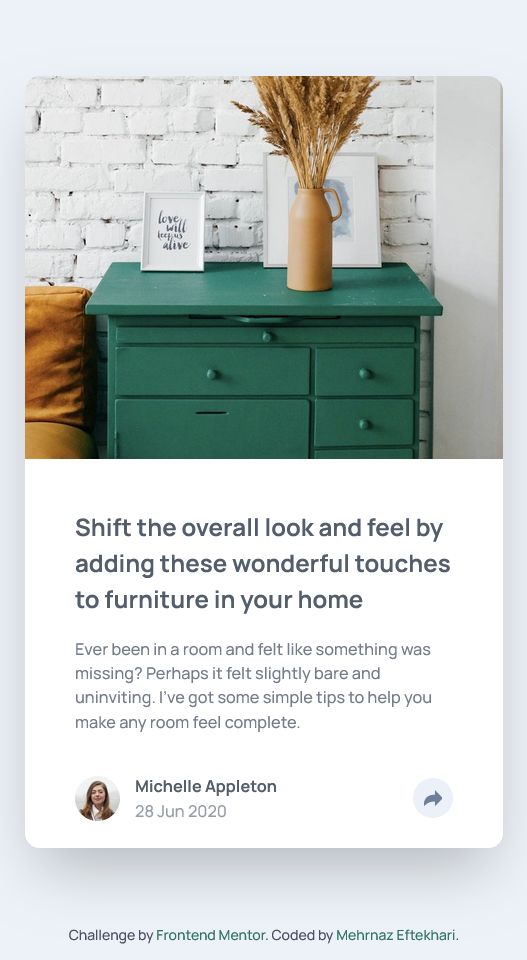 love
will
keep us
alive
Shift the overall look and feel by
adding these wonderful touches
to furniture in your home
Ever been in a room and felt like something was
missing? Perhaps it felt slightly bare and
uninviting. I've got some simple tips to help you
make any room feel complete.
Michelle Appleton
28 Jun 2020
Challenge by Frontend Mentor. Coded by Mehrnaz Eftekhari.